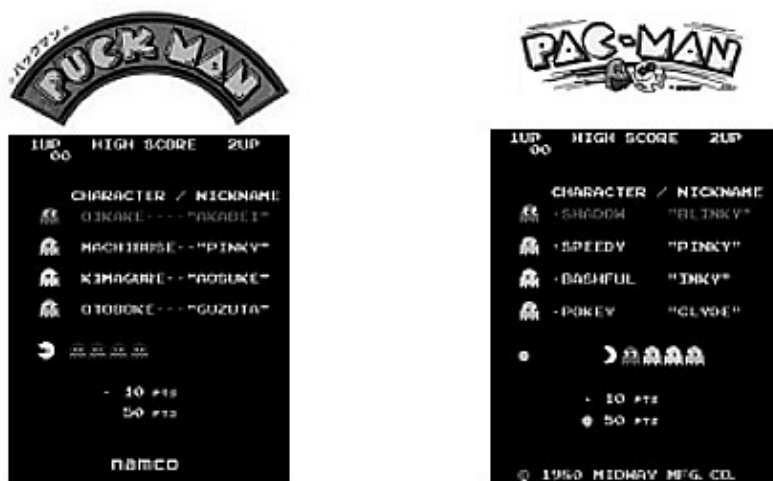 パックマン
PUCK MAN
1UP HIGH SCORE 2UP
00
CHARACTER / NICKNAME
OIKAKE----"AKABEI"
MACHIBUSE--"PINKY"
KIMAGURE--"AOSUKE"
OTOBOKE---"GUZUTA"
10 PTS
50 PTS
namco
PAC-MAN
1UP HIGH SCORE 2UP
00
CHARACTER / NICKNAME
-SHADOW "BLINKY"
-SPEEDY "PINKY"
-BASHFUL "INKY"
-POKEY "CLYDE"
10 PTS
50 PTS
© 1980 MIDWAY MFG. CO.